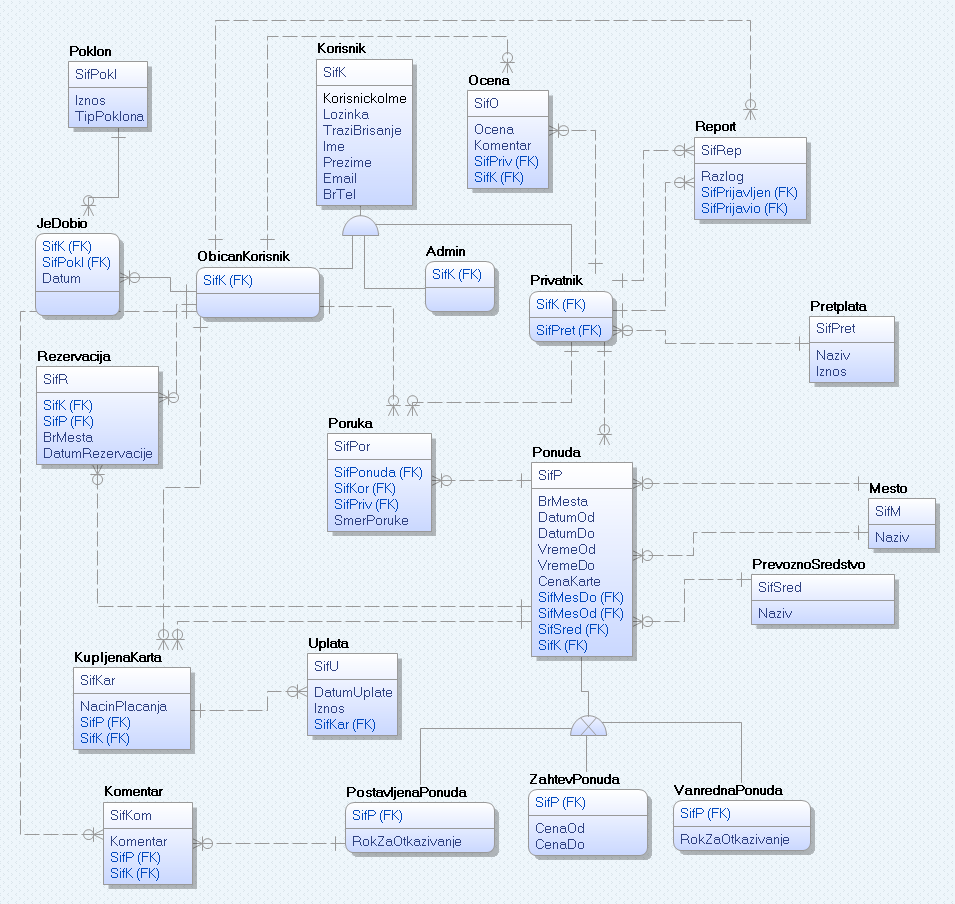 Poklon
SifPokl
Iznos
TipPoklona
Korisnik
SifK
KorisnickoIme
Lozinka
TraziBrisanje
Ime
Prezime
Email
BrTel
Ocena
SifO
Ocena
Komentar
SifPriv (FK)
SifK (FK)
Report
SifRep
Razlog
SifPrijavljen (FK)
SifPrijavio (FK)
JeDobio
SifK (FK)
SifPokl (FK)
Datum
ObicanKorisnik
SifK (FK)
Admin
SifK (FK)
Privatnik
SifK (FK)
SifPret (FK)
Pretplata
SifPret
Naziv
Iznos
Rezervacija
SifR
SifK (FK)
SifP (FK)
BrMesta
DatumRezervacije
Poruka
SifPor
SifPonuda (FK)
SifKor (FK)
SifPriv (FK)
SmerPoruke
Ponuda
SifP
BrMesta
DatumOd
DatumDo
VremeOd
VremeDo
CenaKarte
SifMesDo (FK)
SifMesOd (FK)
SifSred (FK)
SifK (FK)
Mesto
SifM
Naziv
PrevoznoSredstvo
SifSred
Naziv
KupljenaKarta
SifKar
NacinPlacanja
SifP (FK)
SifK (FK)
Uplata
SifU
DatumUplate
Iznos
SifKar (FK)
Komentar
SifKom
Komentar
SifP (FK)
SifK (FK)
PostavljenaPonuda
SifP (FK)
RokZaOtkazivanje
ZahtevPonuda
SifP (FK)
CenaOd
CenaDo
VanrednaPonuda
SifP (FK)
RokZaOtkazivanje